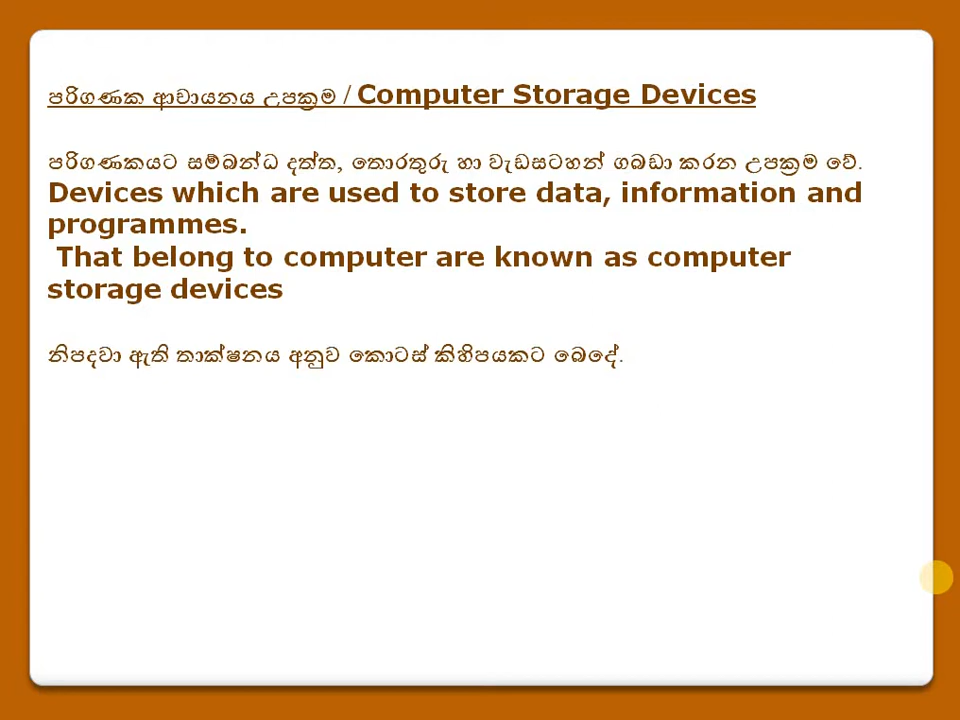 පරිගණක ආචායනය උපක්‍රම / Computer Storage Devices
පරිගණකයට සම්බන්ධ දත්ත, තොරතුරු හා වැඩසටහන් ගබඩා කරන උපක්‍රම වේ.
Devices which are used to store data, information and
programmes.
That belong to computer are known as computer
storage devices
නිපදවා ඇති තාක්ෂනය අනුව කොටස් කිහිපයකට බෙදේ.